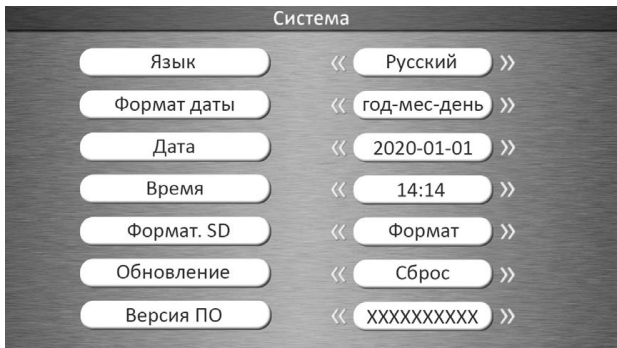 Система
Язык « Русский »
Формат даты « год-мес-день »
Дата « 2020-01-01 »
Время « 14:14 »
Формат. SD « Формат »
Обновление « Сброс »
Версия ПО « XXXXXXXXXX »